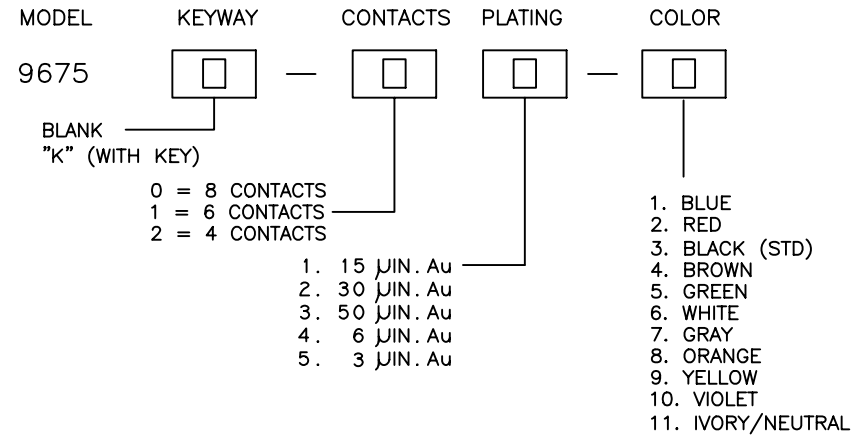 MODEL KEYWAY CONTACTS PLATING COLOR
9675 — —
BLANK
"K" (WITH KEY)
0 = 8 CONTACTS
1 = 6 CONTACTS
2 = 4 CONTACTS
1. 15 µIN.Au
2. 30 µIN.Au
3. 50 µIN.Au
4. 6 µIN.Au
5. 3 µIN.Au
1. BLUE
2. RED
3. BLACK (STD)
4. BROWN
5. GREEN
6. WHITE
7. GRAY
8. ORANGE
9. YELLOW
10. VIOLET
11. IVORY/NEUTRAL